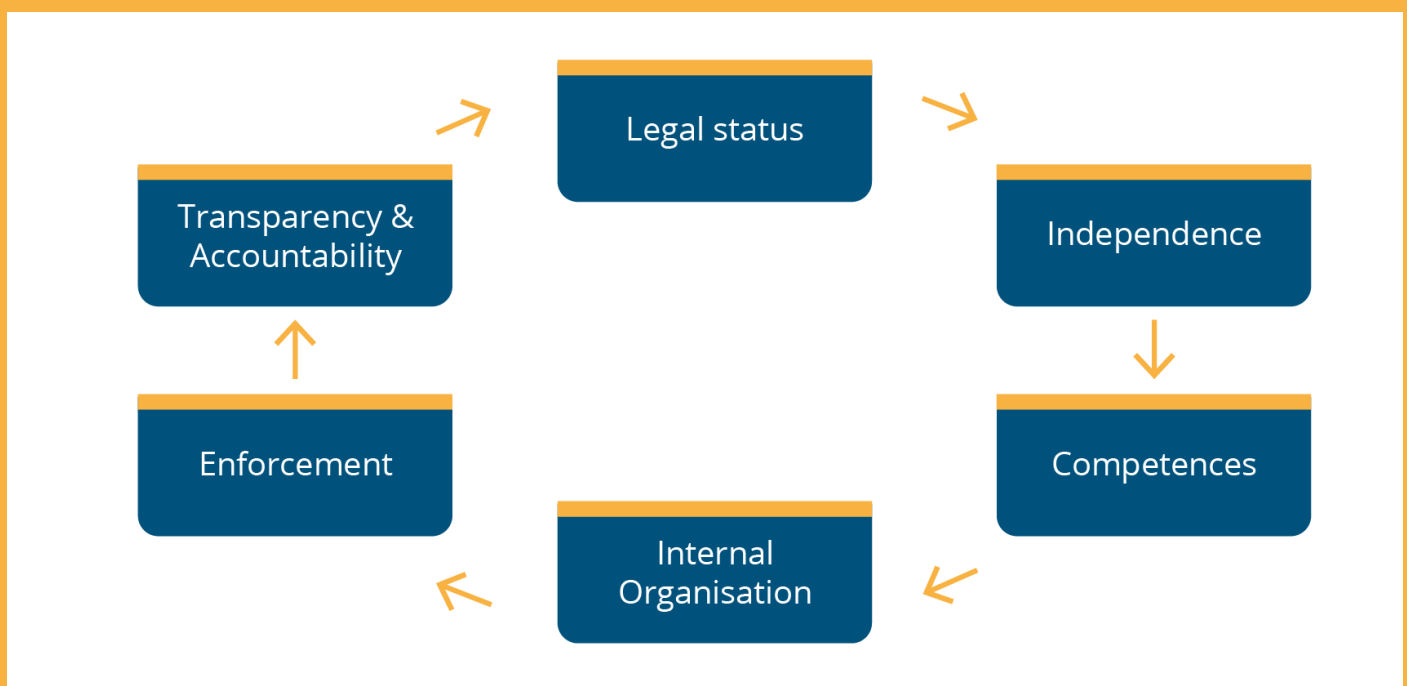 Legal status
Transparency &
Accountability
Independence
Enforcement
Competences
Internal
Organisation